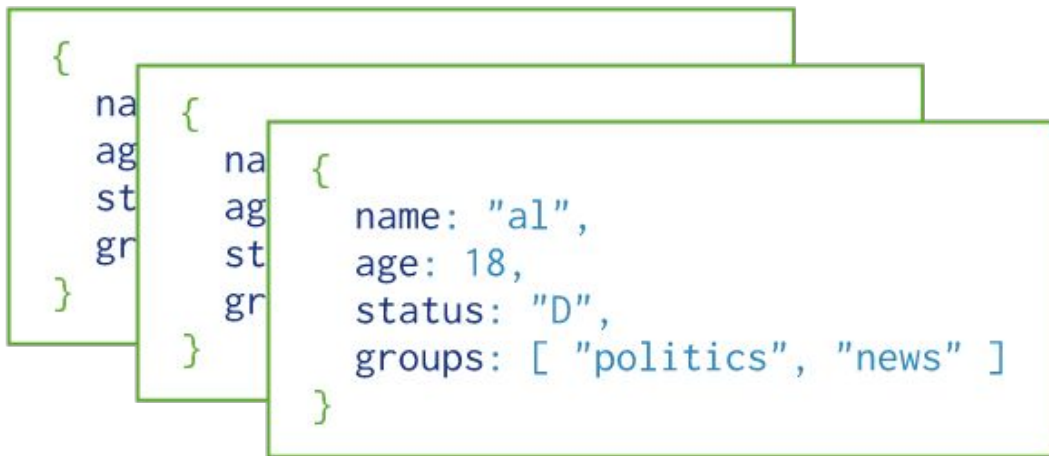 {
na
ag
st
gr
}
{
na
ag
st
gr
}
{
name: "al",
age: 18,
status: "D",
groups: [ "politics", "news" ]
}